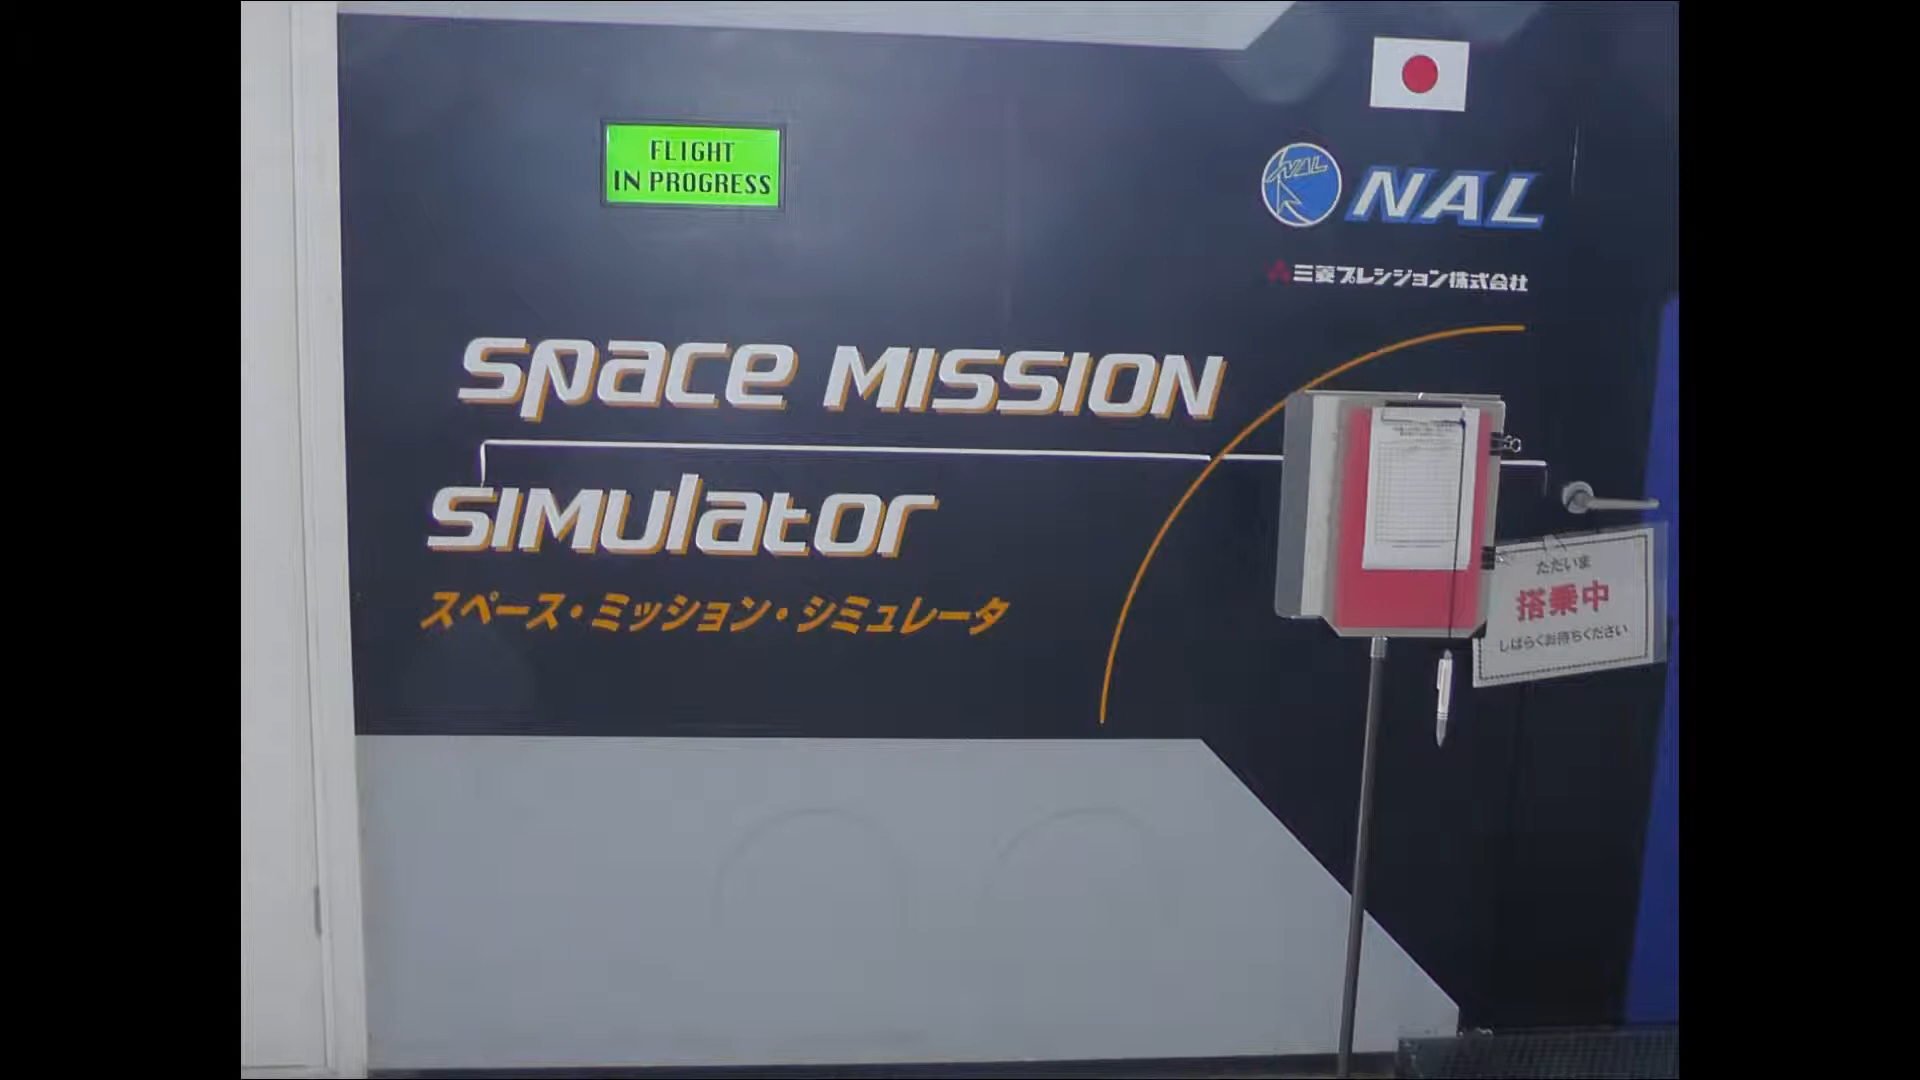 FLIGHT
IN PROGRESS
NAL
NAL
三菱プレシジョン株式会社
space MISSION
SIMulator
スペース・ミッション・シミュレータ
ただいま
搭乗中
しばらくお待ちください